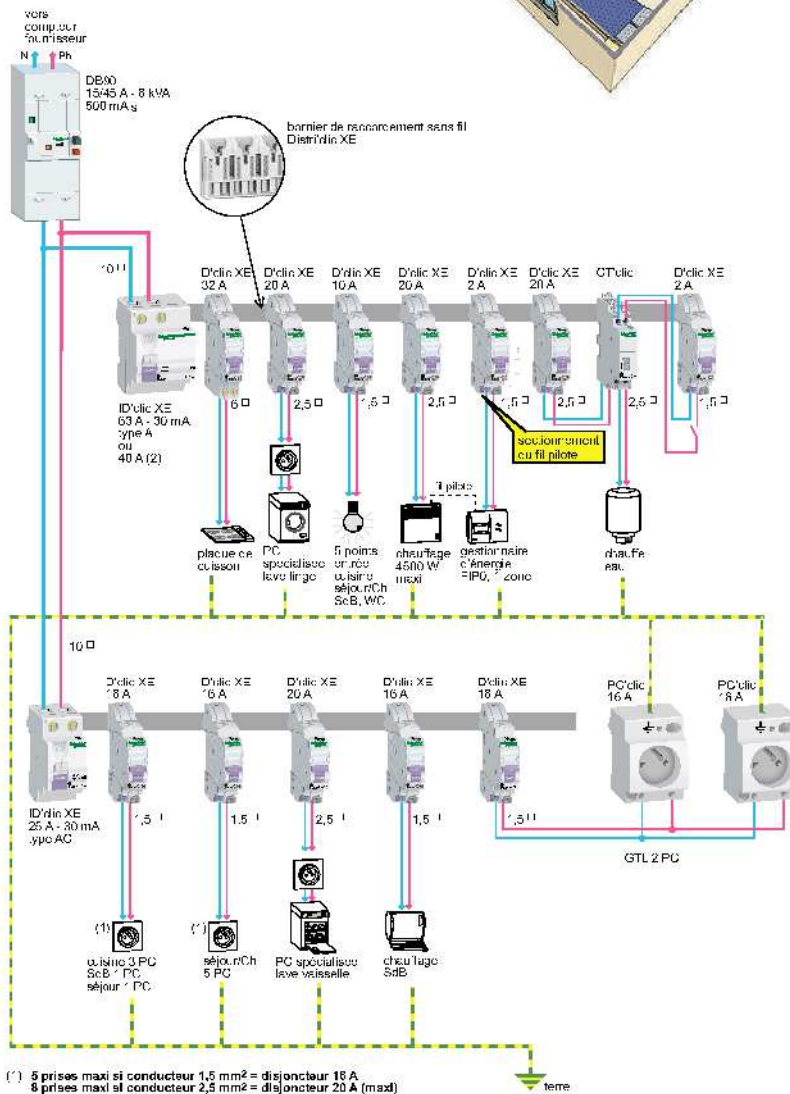 vers
compteur
fournisseur
N Ph
DB90
15/45 A - 8 kVA
500 mA s
bornier de raccordement sans fil
Distri'clic XE
10
D'clic XE
32 A
D'clic XE
20 A
D'clic XE
10 A
D'clic XE
20 A
D'clic XE
2 A
D'clic XE
20 A
CT'clic
D'clic XE
2 A
ID'clic XE
63 A - 30 mA
type A
ou
40 A (2)
6
2,5
1,5
2,5
1,5
2,5
2,5
1,5
sectionnement
du fil pilote
fil pilote
plaque de
cuisson
PC
spécialisée
lave linge
5 points
entrée
cuisine
séjour/Ch
SdB, WC
chauffage
4500 W
maxi
gestionnaire
d'énergie
zone
chauffe
eau
10
D'clic XE
D'clic XE
16 A
D'clic XE
20 A
D'clic XE
16 A
D'clic XE
PC'clic
16 A
PC'clic
ID'clic XE
25 A - 30 mA
type AC
1,5
1,5
2,5
1,5
1,5
GTL 2 PC
(1)
cuisine 3 PC
SdB 1 PC
séjour 1 PC
(1)
séjour/Ch
5 PC
PC spécialisée
lave vaisselle
chauffage
SdB
terre
(1) 5 prises maxi si conducteur 1,5 mm² = disjoncteur 16 A
8 prises maxi si conducteur 2,5 mm² = disjoncteur 20 A (maxi)